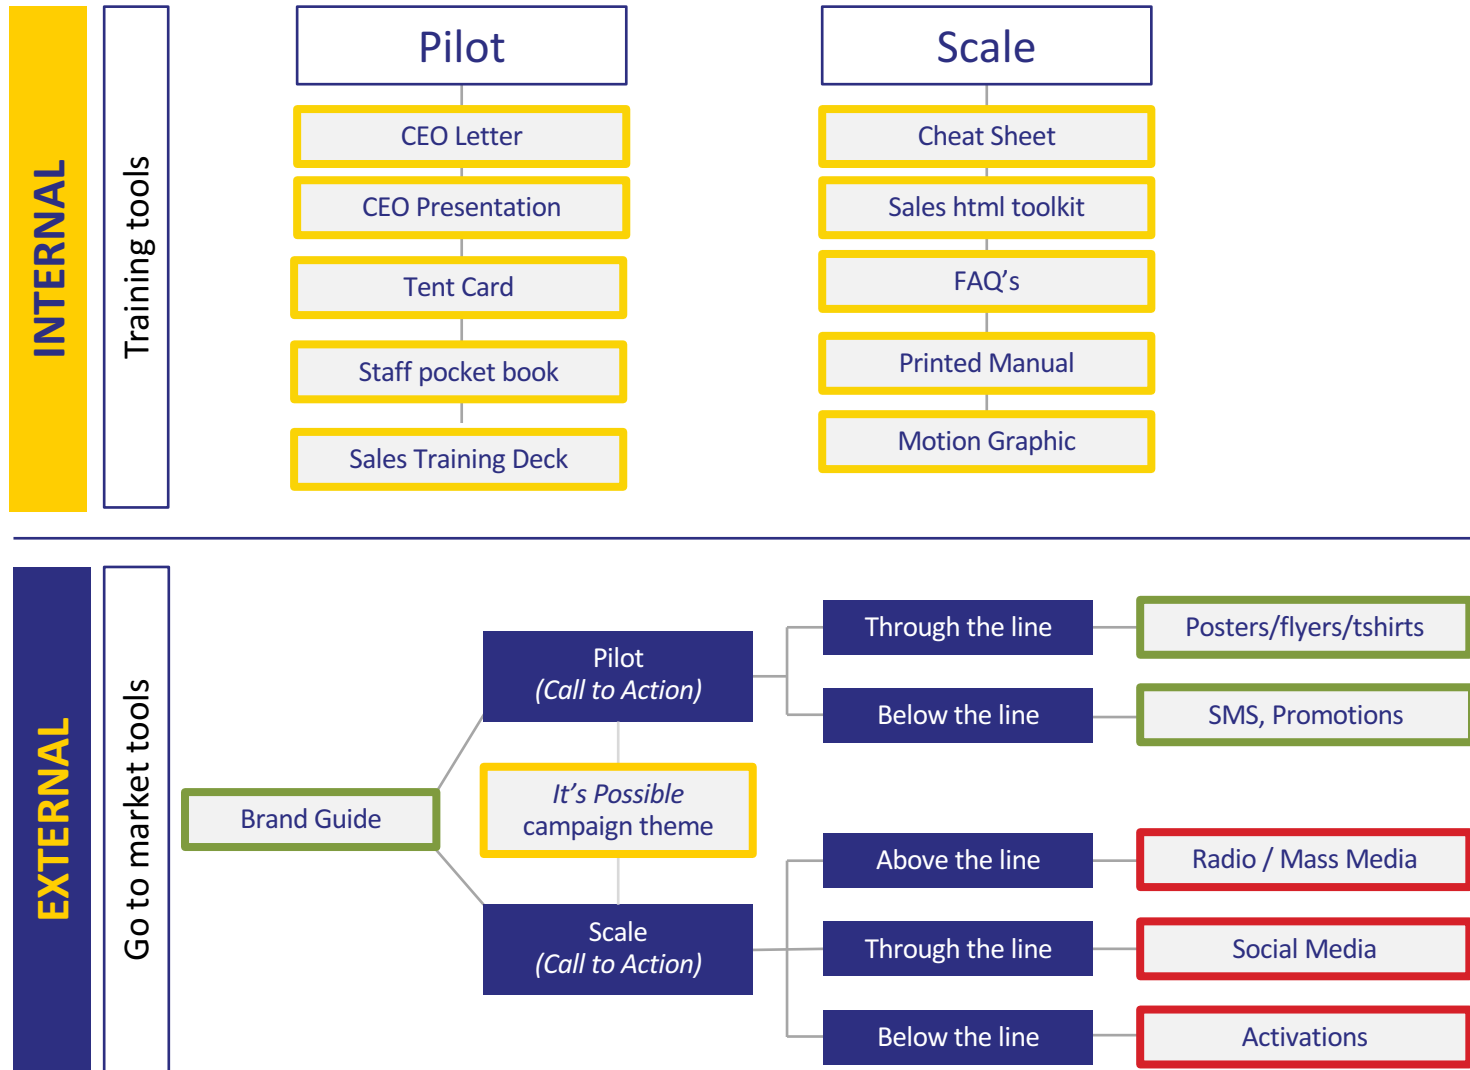 INTERNAL
Training tools
Pilot
CEO Letter
CEO Presentation
Tent Card
Staff pocket book
Sales Training Deck
Scale
Cheat Sheet
Sales html toolkit
FAQ’s
Printed Manual
Motion Graphic
EXTERNAL
Go to market tools
Brand Guide
Pilot
(Call to Action)
It’s Possible
campaign theme
Scale
(Call to Action)
Through the line
Posters/flyers/tshirts
Below the line
SMS, Promotions
Above the line
Radio / Mass Media
Through the line
Social Media
Below the line
Activations